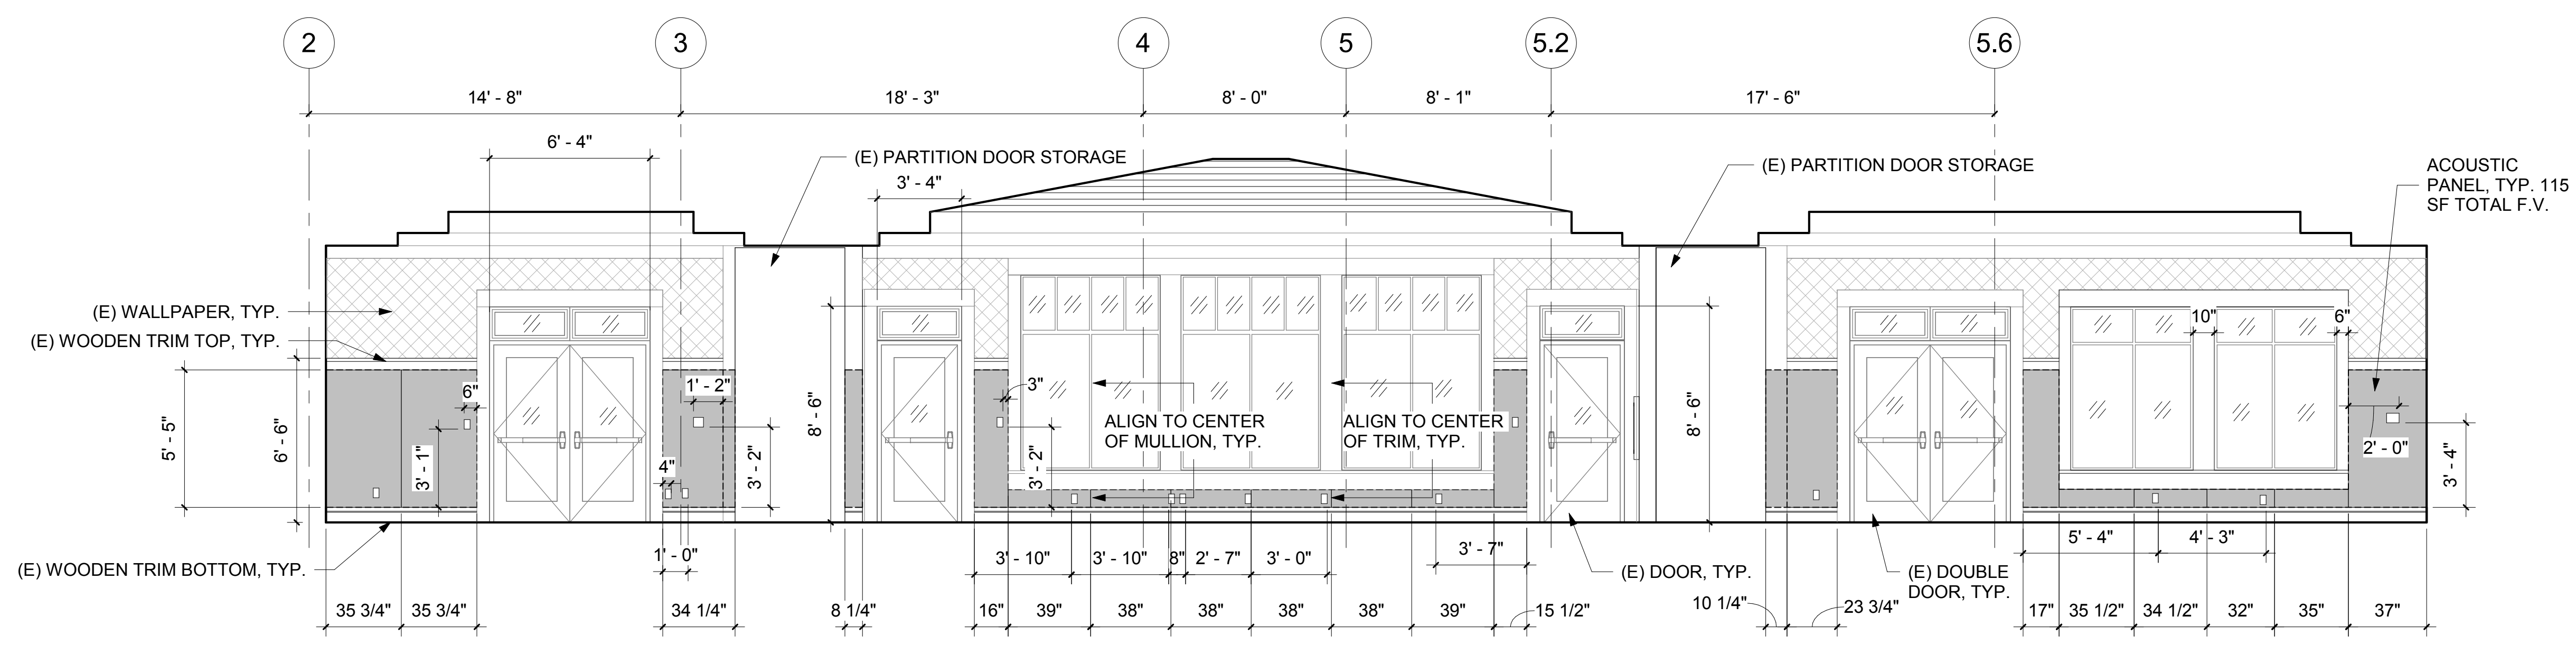 2
3
4
5
5.2
5.6
14' - 8"
18' - 3"
8' - 0"
8' - 1"
17' - 6"
6' - 4"
(E) PARTITION DOOR STORAGE
3' - 4"
(E) PARTITION DOOR STORAGE
ACOUSTIC
PANEL, TYP. 115
SF TOTAL F.V.
(E) WALLPAPER, TYP.
(E) WOODEN TRIM TOP, TYP.
10"
6"
5' - 5"
6' - 6"
6"
3' - 1"
1' - 2"
4"
3' - 2"
8' - 6"
3"
3' - 2"
ALIGN TO CENTER
OF MULLION, TYP.
ALIGN TO CENTER
OF TRIM, TYP.
8' - 6"
2' - 0"
3' - 4"
(E) WOODEN TRIM BOTTOM, TYP.
1' - 0"
3' - 10"
3' - 10"
8"
2' - 7"
3' - 0"
3' - 7"
(E) DOOR, TYP.
(E) DOUBLE
DOOR, TYP.
5' - 4"
4' - 3"
35 3/4"
35 3/4"
34 1/4"
8 1/4"
16"
39"
38"
38"
38"
38"
39"
15 1/2"
10 1/4"
23 3/4"
17"
35 1/2"
34 1/2"
32"
35"
37"